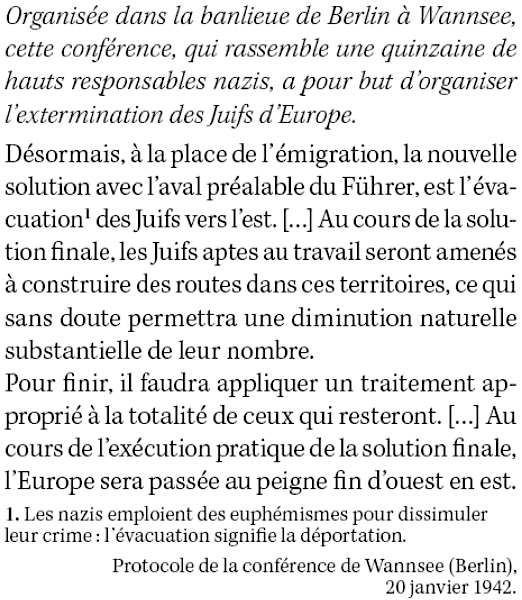 Organisée dans la banlieue de Berlin à Wannsee,
cette conférence, qui rassemble une quinzaine de
hauts responsables nazis, a pour but d'organiser
l'extermination des Juifs d'Europe.
Désormais, à la place de l'émigration, la nouvelle
solution avec l'aval préalable du Führer, est l'éva-
cuation¹ des Juifs vers l'est. [...] Au cours de la solu-
tion finale, les Juifs aptes au travail seront amenés
à construire des routes dans ces territoires, ce qui
sans doute permettra une diminution naturelle
substantielle de leur nombre.
Pour finir, il faudra appliquer un traitement ap-
proprié à la totalité de ceux qui resteront. [...] Au
cours de l'exécution pratique de la solution finale,
l'Europe sera passée au peigne fin d'ouest en est.
1. Les nazis emploient des euphémismes pour dissimuler
leur crime : l'évacuation signifie la déportation.
Protocole de la conférence de Wannsee (Berlin),
20 janvier 1942.